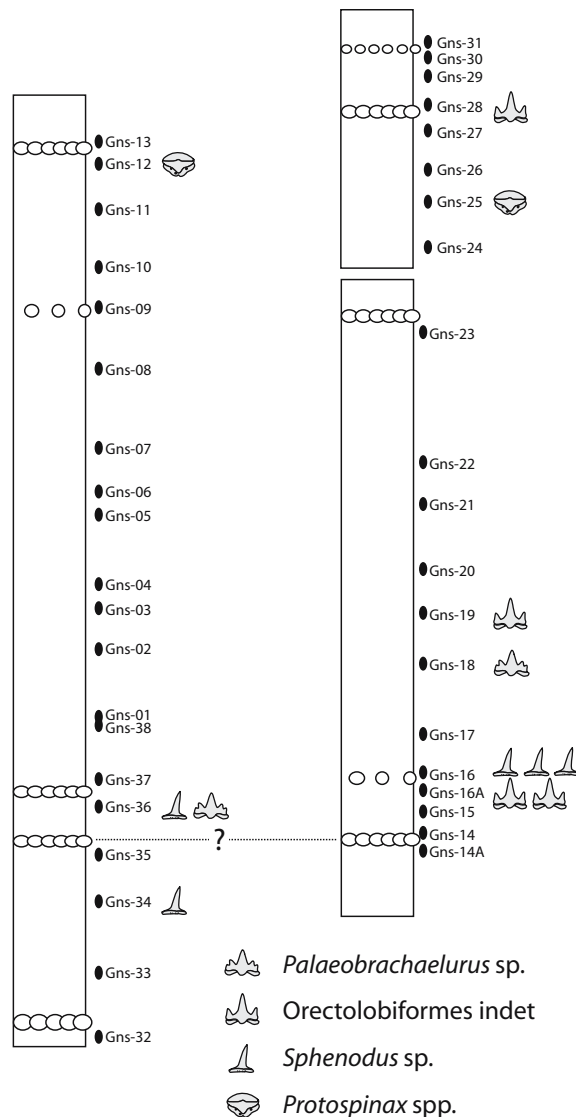 Gns-13
Gns-12
Gns-11
Gns-10
Gns-09
Gns-08
Gns-07
Gns-06
Gns-05
Gns-04
Gns-03
Gns-02
Gns-01
Gns-38
Gns-37
Gns-36
Gns-35
Gns-34
Gns-33
Gns-32
?
Gns-31
Gns-30
Gns-29
Gns-28
Gns-27
Gns-26
Gns-25
Gns-24
Gns-23
Gns-22
Gns-21
Gns-20
Gns-19
Gns-18
Gns-17
Gns-16
Gns-16A
Gns-15
Gns-14
Gns-14A
Palaeobrachaelurus sp.
Orectolobiformes indet
Sphenodus sp.
Protospinax spp.